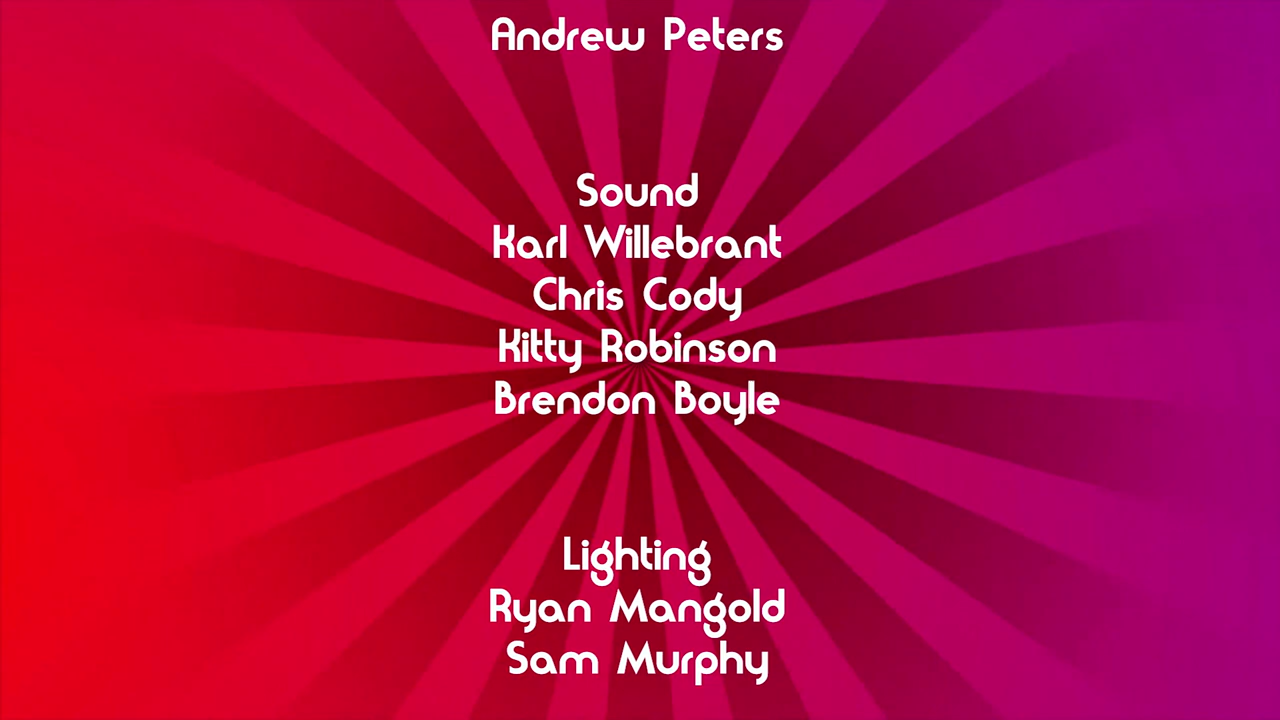 Andrew Peters
Sound
Karl Willebrant
Chris Cody
Kitty Robinson
Brendon Boyle
Lighting
Ryan Mangold
Sam Murphy